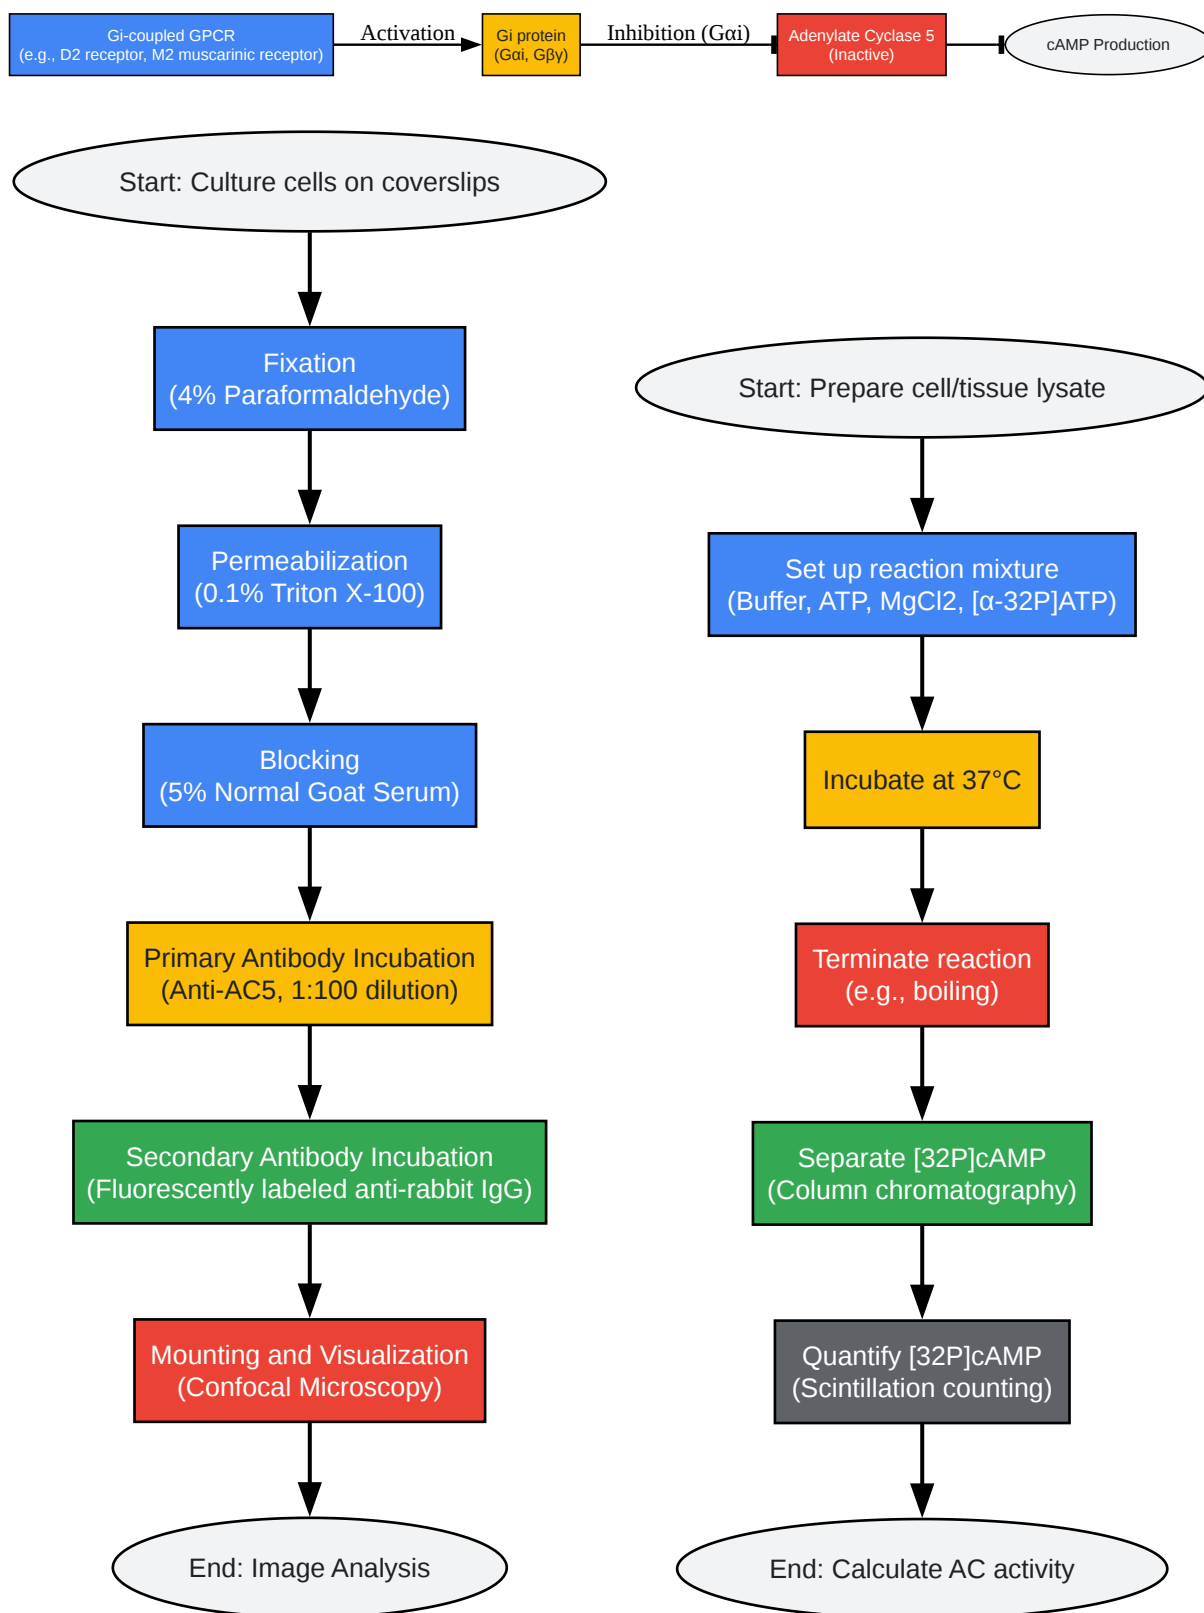 Gi-coupled GPCR
(e.g., D2 receptor, M2 muscarinic receptor)
Activation
Gi protein
(Gαi, Gβγ)
Inhibition (Gαi)
Adenylate Cyclase 5
(Inactive)
cAMP Production
Start: Culture cells on coverslips
Fixation
(4% Paraformaldehyde)
Permeabilization
(0.1% Triton X-100)
Blocking
(5% Normal Goat Serum)
Primary Antibody Incubation
(Anti-AC5, 1:100 dilution)
Secondary Antibody Incubation
(Fluorescently labeled anti-rabbit IgG)
Mounting and Visualization
(Confocal Microscopy)
End: Image Analysis
Start: Prepare cell/tissue lysate
Set up reaction mixture
(Buffer, ATP, MgCl2, [α-32P]ATP)
Incubate at 37°C
Terminate reaction
(e.g., boiling)
Separate [32P]cAMP
(Column chromatography)
Quantify [32P]cAMP
(Scintillation counting)
End: Calculate AC activity